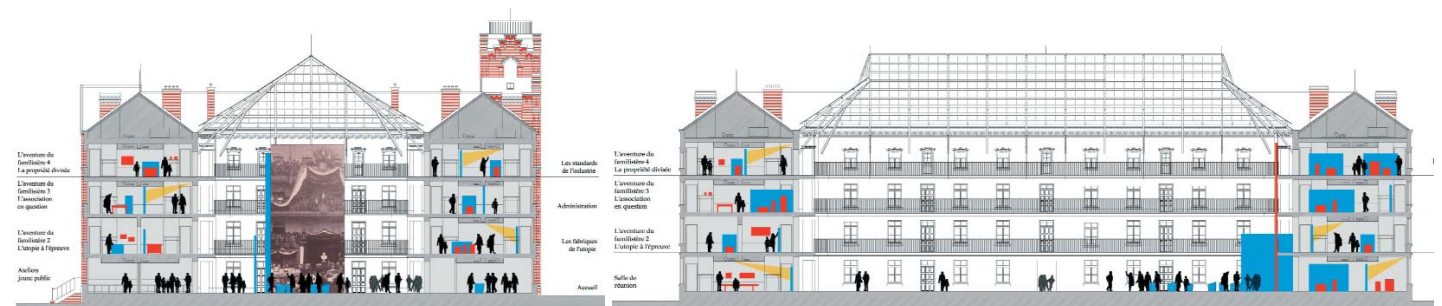 L'aventure du
familistère 4
La propriété divisée
L'aventure du
familistère 3
L'association
en question
L'aventure du
familistère 2
L'utopie à l'épreuve
Ateliers
jeune public
Les standards
de l'industrie
Administration
Les fabriques
de l'utopie
Accueil
L'aventure du
familistère 4
La propriété divisée
L'aventure du
familistère 3
L'association
en question
L'aventure du
familistère 2
L'utopie à l'épreuve
Salle de
réunion